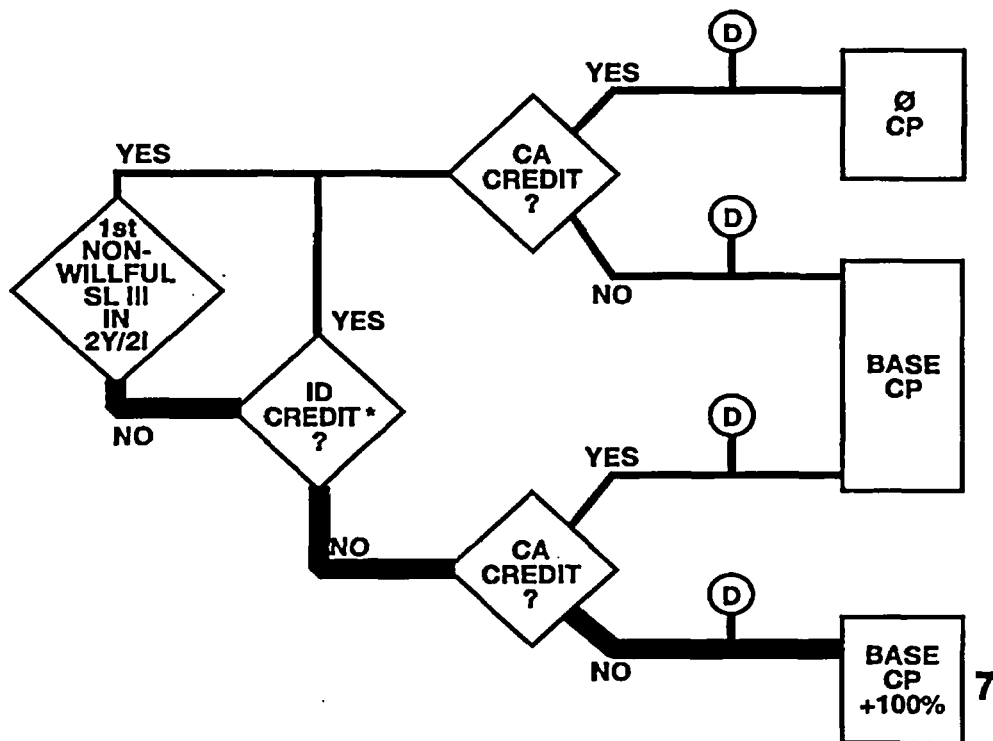 D
YES
Ø
CP
YES
CA
CREDIT
?
1st
NON-
WILLFUL
SL III
IN
2Y/2I
D
NO
YES
BASE
CP
ID
CREDIT*
?
NO
D
YES
NO
CA
CREDIT
?
D
NO
BASE
CP
+100%
7